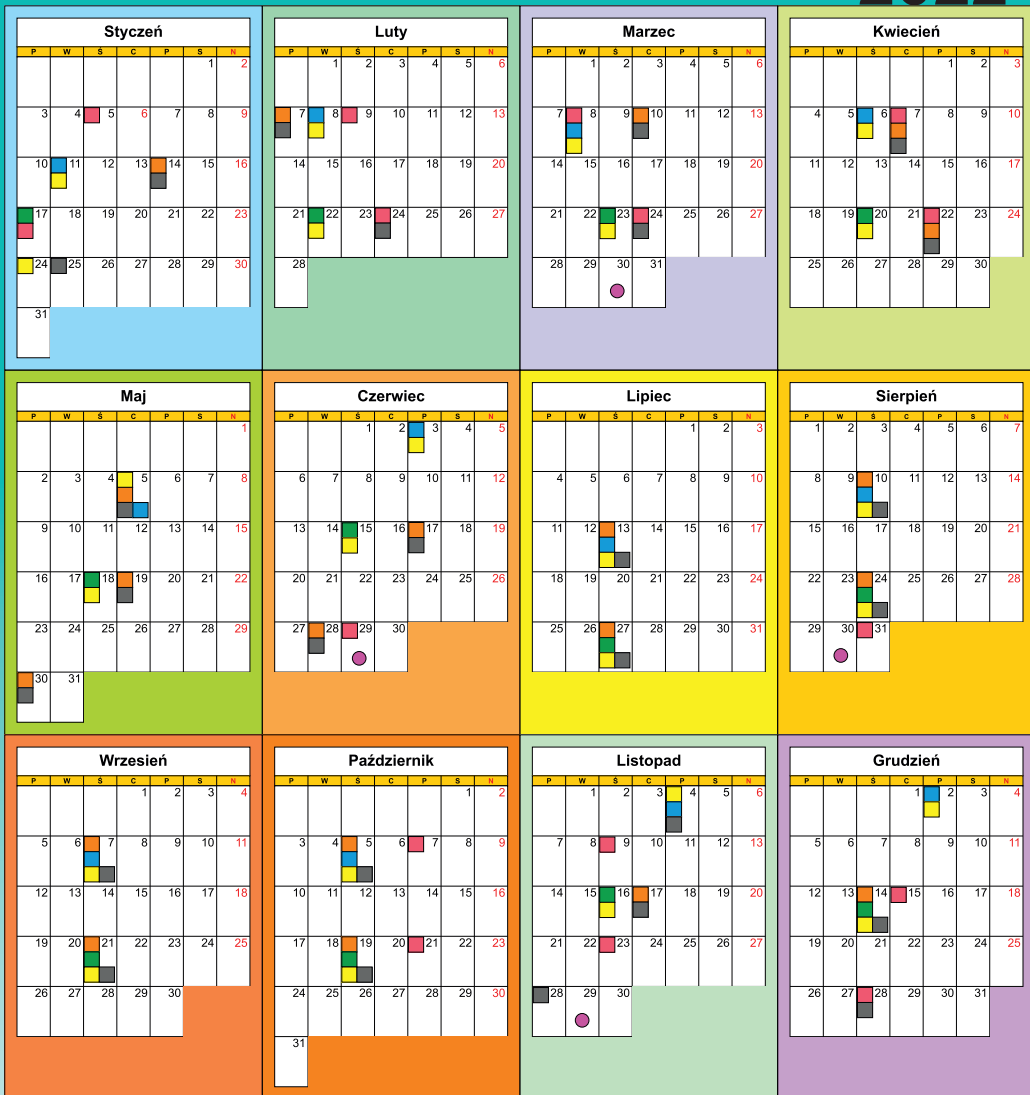 Styczeń
P W Ś C P S N
1 2
3 4 5 6 7 8 9
10 11 12 13 14 15 16
17 18 19 20 21 22 23
24 25 26 27 28 29 30
31
Luty
P W Ś C P S N
1 2 3 4 5 6
7 8 9 10 11 12 13
14 15 16 17 18 19 20
21 22 23 24 25 26 27
28
Marzec
P W Ś C P S N
1 2 3 4 5 6
7 8 9 10 11 12 13
14 15 16 17 18 19 20
21 22 23 24 25 26 27
28 29 30 31
Kwiecień
P W Ś C P S N
1 2 3
4 5 6 7 8 9 10
11 12 13 14 15 16 17
18 19 20 21 22 23 24
25 26 27 28 29 30
Maj
P W Ś C P S N
1
2 3 4 5 6 7 8
9 10 11 12 13 14 15
16 17 18 19 20 21 22
23 24 25 26 27 28 29
30 31
Czerwiec
P W Ś C P S N
1 2 3 4 5
6 7 8 9 10 11 12
13 14 15 16 17 18 19
20 21 22 23 24 25 26
27 28 29 30
Lipiec
P W Ś C P S N
1 2 3
4 5 6 7 8 9 10
11 12 13 14 15 16 17
18 19 20 21 22 23 24
25 26 27 28 29 30 31
Sierpień
P W Ś C P S N
1 2 3 4 5 6 7
8 9 10 11 12 13 14
15 16 17 18 19 20 21
22 23 24 25 26 27 28
29 30 31
Wrzesień
P W Ś C P S N
1 2 3 4
5 6 7 8 9 10 11
12 13 14 15 16 17 18
19 20 21 22 23 24 25
26 27 28 29 30
Październik
P W Ś C P S N
1 2
3 4 5 6 7 8 9
10 11 12 13 14 15 16
17 18 19 20 21 22 23
24 25 26 27 28 29 30
31
Listopad
P W Ś C P S N
1 2 3 4 5 6
7 8 9 10 11 12 13
14 15 16 17 18 19 20
21 22 23 24 25 26 27
28 29 30
Grudzień
P W Ś C P S N
1 2 3 4
5 6 7 8 9 10 11
12 13 14 15 16 17 18
19 20 21 22 23 24 25
26 27 28 29 30 31